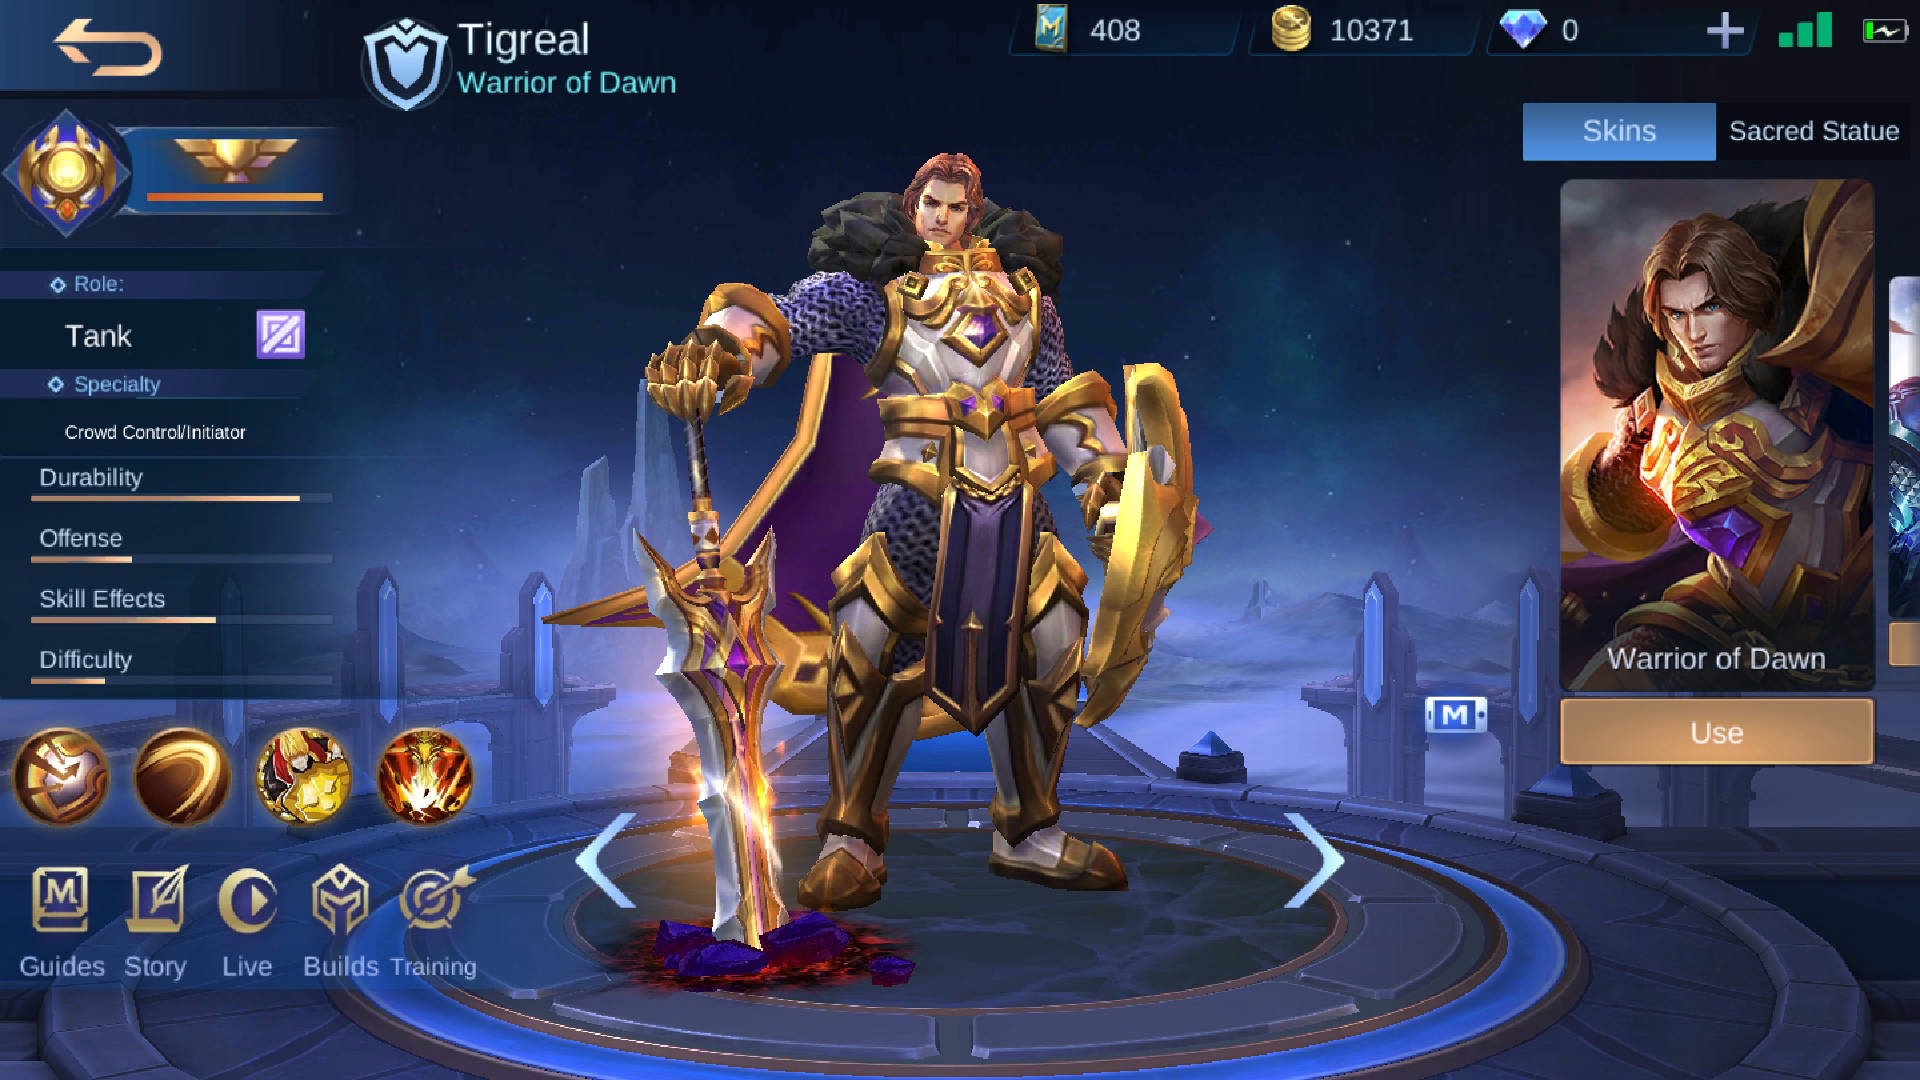 Tigreal
Warrior of Dawn
M
408
10371
0
Skins
Sacred Statue
Role:
Tank
Specialty
Crowd Control/Initiator
Durability
Offense
Skill Effects
Difficulty
Warrior of Dawn
M
Use
M
Guides
Story
Live
Builds
Training